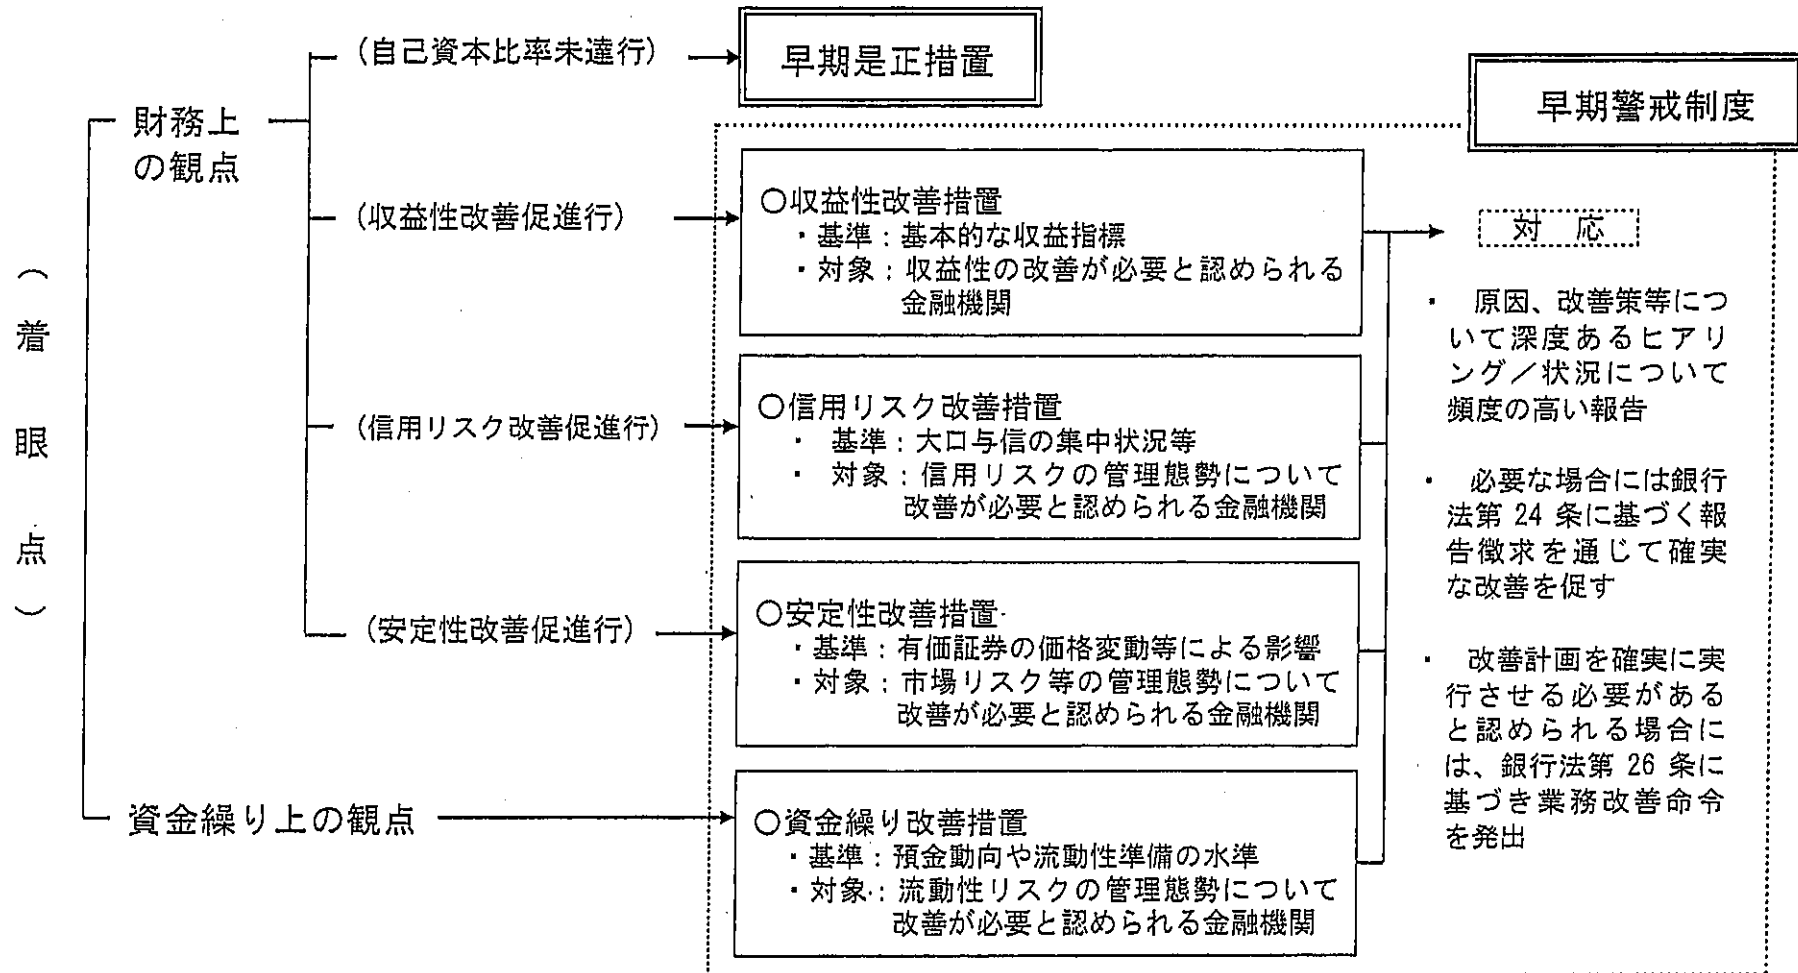 (自己資本比率未達行)
早期是正措置
早期警戒制度
財務上
の観点
(収益性改善促進行)
(信用リスク改善促進行)
(安定性改善促進行)
資金繰り上の観点
(着眼点)
○収益性改善措置
・基準：基本的な収益指標
・対象：収益性の改善が必要と認められる
金融機関
○信用リスク改善措置
・ 基準：大口与信の集中状況等
・ 対象：信用リスクの管理態勢について
改善が必要と認められる金融機関
○安定性改善措置
・基準：有価証券の価格変動等による影響
・対象：市場リスク等の管理態勢について
改善が必要と認められる金融機関
○資金繰り改善措置
・基準：預金動向や流動性準備の水準
・対象：流動性リスクの管理態勢について
改善が必要と認められる金融機関
対 応
・ 原因、改善策等につ
いて深度あるヒアリ
ング／状況について
頻度の高い報告
・ 必要な場合には銀行
法第 24 条に基づく報
告徴求を通じて確実
な改善を促す
・ 改善計画を確実に実
行させる必要がある
と認められる場合に
は、銀行法第 26 条に
基づき業務改善命令
を発出